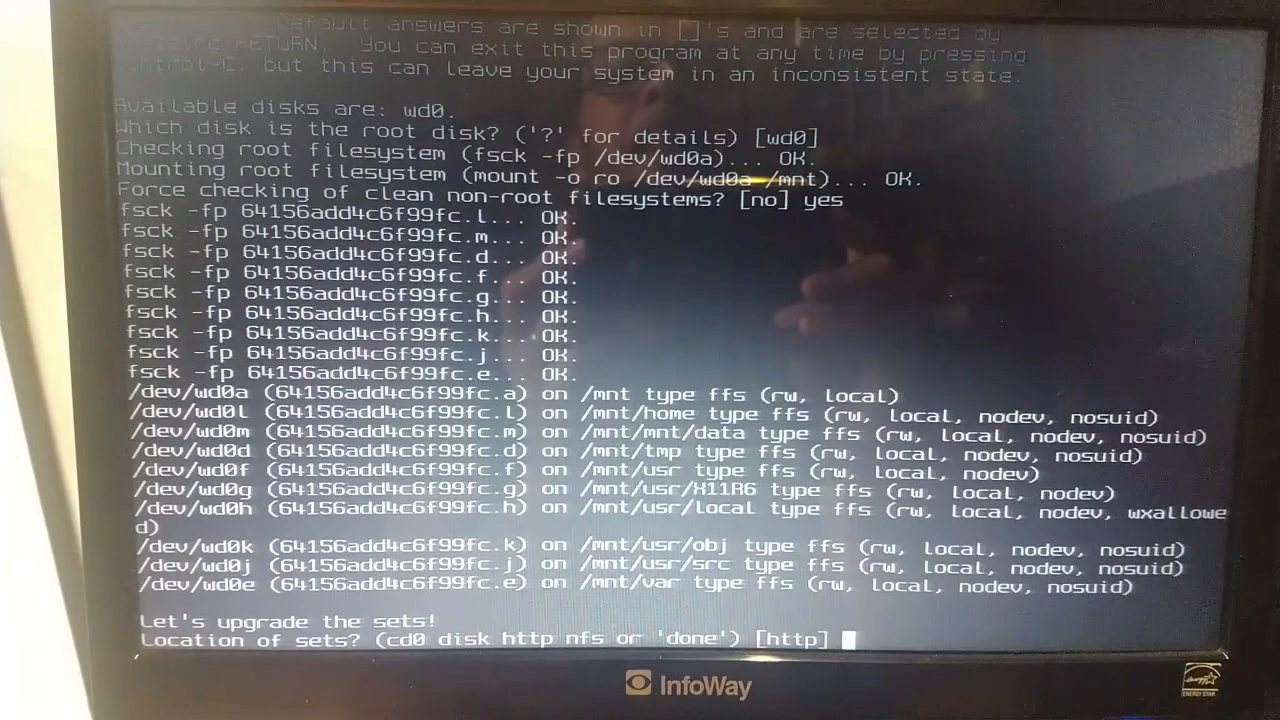 Default answers are shown in []'s and are selected by
pressing RETURN. You can exit this program at any time by pressing
Control-C, but this can leave your system in an inconsistent state.
Available disks are: wd0.
Which disk is the root disk? ('?' for details) [wd0]
Checking root filesystem (fsck -fp /dev/wd0a)... OK.
Mounting root filesystem (mount -o ro /dev/wd0a /mnt)... OK.
Force checking of clean non-root filesystems? [no] yes
fsck -fp 64156add4c6f99fc.l... OK.
fsck -fp 64156add4c6f99fc.m... OK.
fsck -fp 64156add4c6f99fc.d... OK.
fsck -fp 64156add4c6f99fc.f... OK.
fsck -fp 64156add4c6f99fc.g... OK.
fsck -fp 64156add4c6f99fc.h... OK.
fsck -fp 64156add4c6f99fc.k... OK.
fsck -fp 64156add4c6f99fc.j... OK.
fsck -fp 64156add4c6f99fc.e... OK.
/dev/wd0a (64156add4c6f99fc.a) on /mnt type ffs (rw, local)
/dev/wd0l (64156add4c6f99fc.l) on /mnt/home type ffs (rw, local, nodev, nosuid)
/dev/wd0m (64156add4c6f99fc.m) on /mnt/mnt/data type ffs (rw, local, nodev, nosuid)
/dev/wd0d (64156add4c6f99fc.d) on /mnt/tmp type ffs (rw, local, nodev, nosuid)
/dev/wd0f (64156add4c6f99fc.f) on /mnt/usr type ffs (rw, local, nodev)
/dev/wd0g (64156add4c6f99fc.g) on /mnt/usr/X11R6 type ffs (rw, local, nodev)
/dev/wd0h (64156add4c6f99fc.h) on /mnt/usr/local type ffs (rw, local, nodev, wxallowe
d)
/dev/wd0k (64156add4c6f99fc.k) on /mnt/usr/obj type ffs (rw, local, nodev, nosuid)
/dev/wd0j (64156add4c6f99fc.j) on /mnt/usr/src type ffs (rw, local, nodev, nosuid)
/dev/wd0e (64156add4c6f99fc.e) on /mnt/var type ffs (rw, local, nodev, nosuid)
Let's upgrade the sets!
Location of sets? (cd0 disk http nfs or 'done') [http]
InfoWay
ENERGY STAR